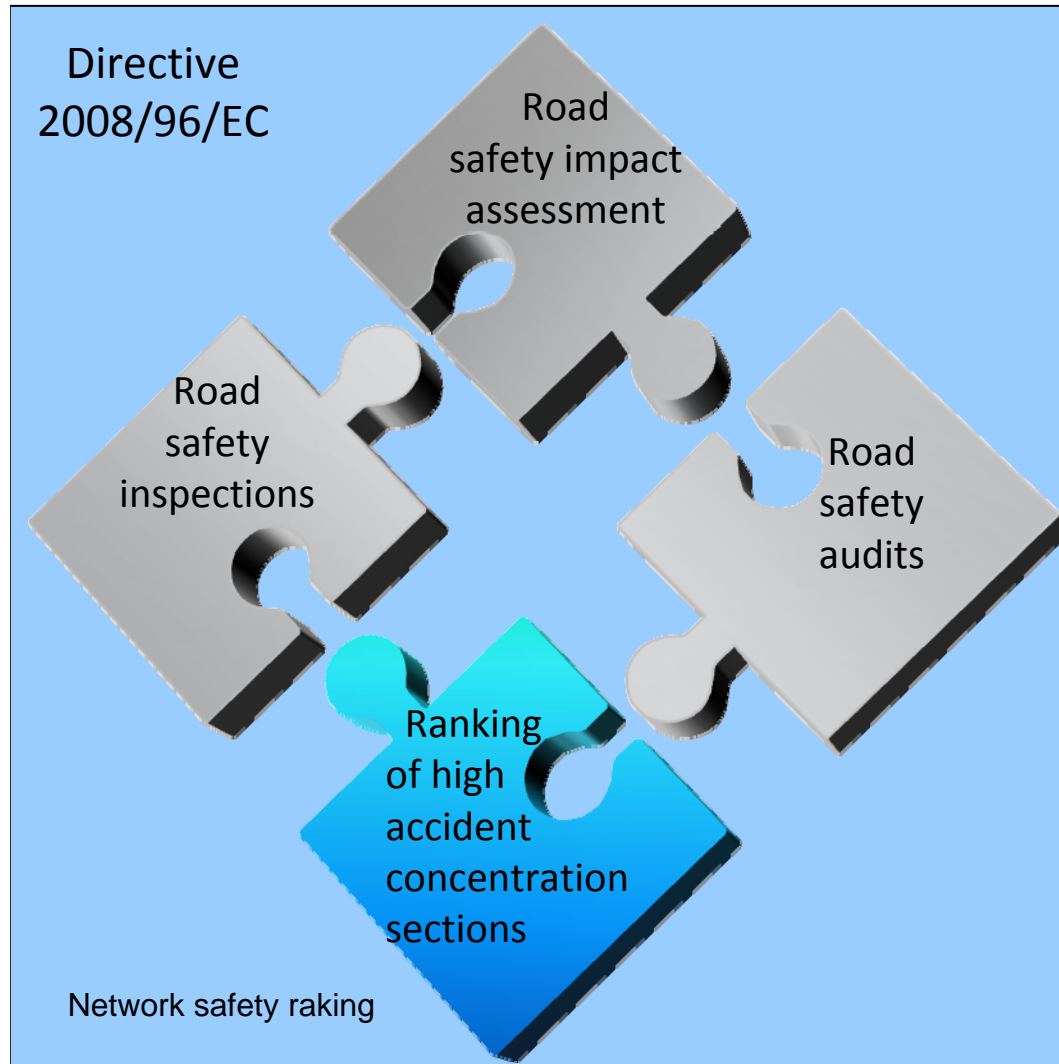 Directive
2008/96/EC
Road
safety impact
assessment
Road
safety
inspections
Road
safety
audits
Ranking
of high
accident
concentration
sections
Network safety raking